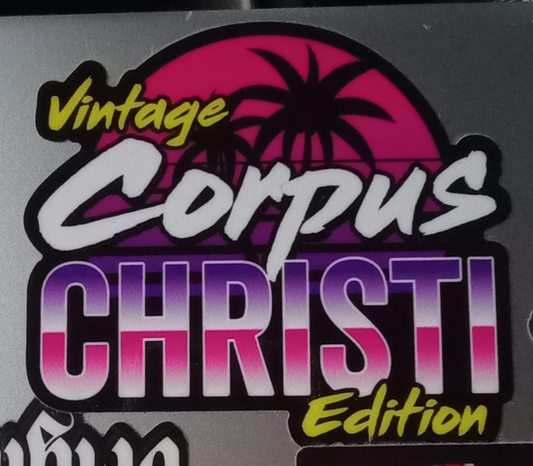 Vintage
Corpus
CHRISTI
Edition